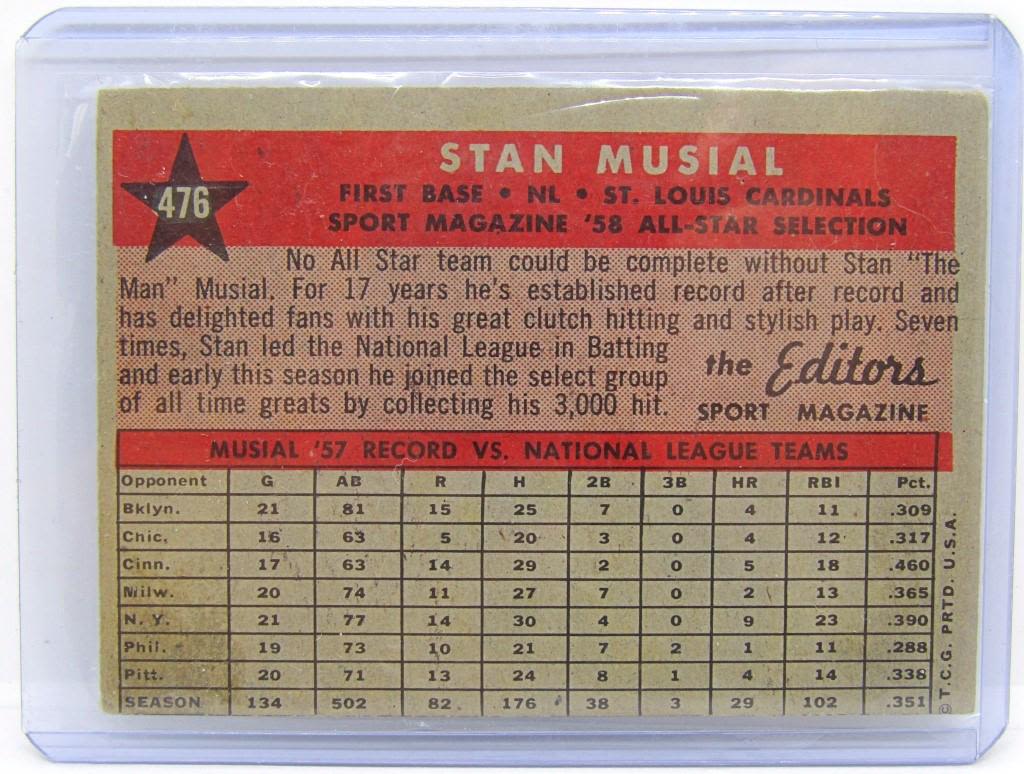 476
STAN MUSIAL
FIRST BASE • NL • ST. LOUIS CARDINALS
SPORT MAGAZINE '58 ALL-STAR SELECTION
No All Star team could be complete without Stan "The
Man" Musial. For 17 years he's established record after record and
has delighted fans with his great clutch hitting and stylish play. Seven
times, Stan led the National League in Batting
and early this season he joined the select group
of all time greats by collecting his 3,000 hit.
the Editors
SPORT MAGAZINE
MUSIAL '57 RECORD VS. NATIONAL LEAGUE TEAMS
Opponent G AB R H 2B 3B HR RBI Pct.
Bklyn. 21 81 15 25 7 0 4 11 .309
Chic. 16 63 5 20 3 0 4 12 .317
Cinn. 17 63 14 29 2 0 5 18 .460
Milw. 20 74 11 27 7 0 2 13 .365
N. Y. 21 77 14 30 4 0 9 23 .390
Phil. 19 73 10 21 7 2 1 11 .288
Pitt. 20 71 13 24 8 1 4 14 .338
SEASON 134 502 82 176 38 3 29 102 .351
© T.C.G. PRTD. U.S.A.